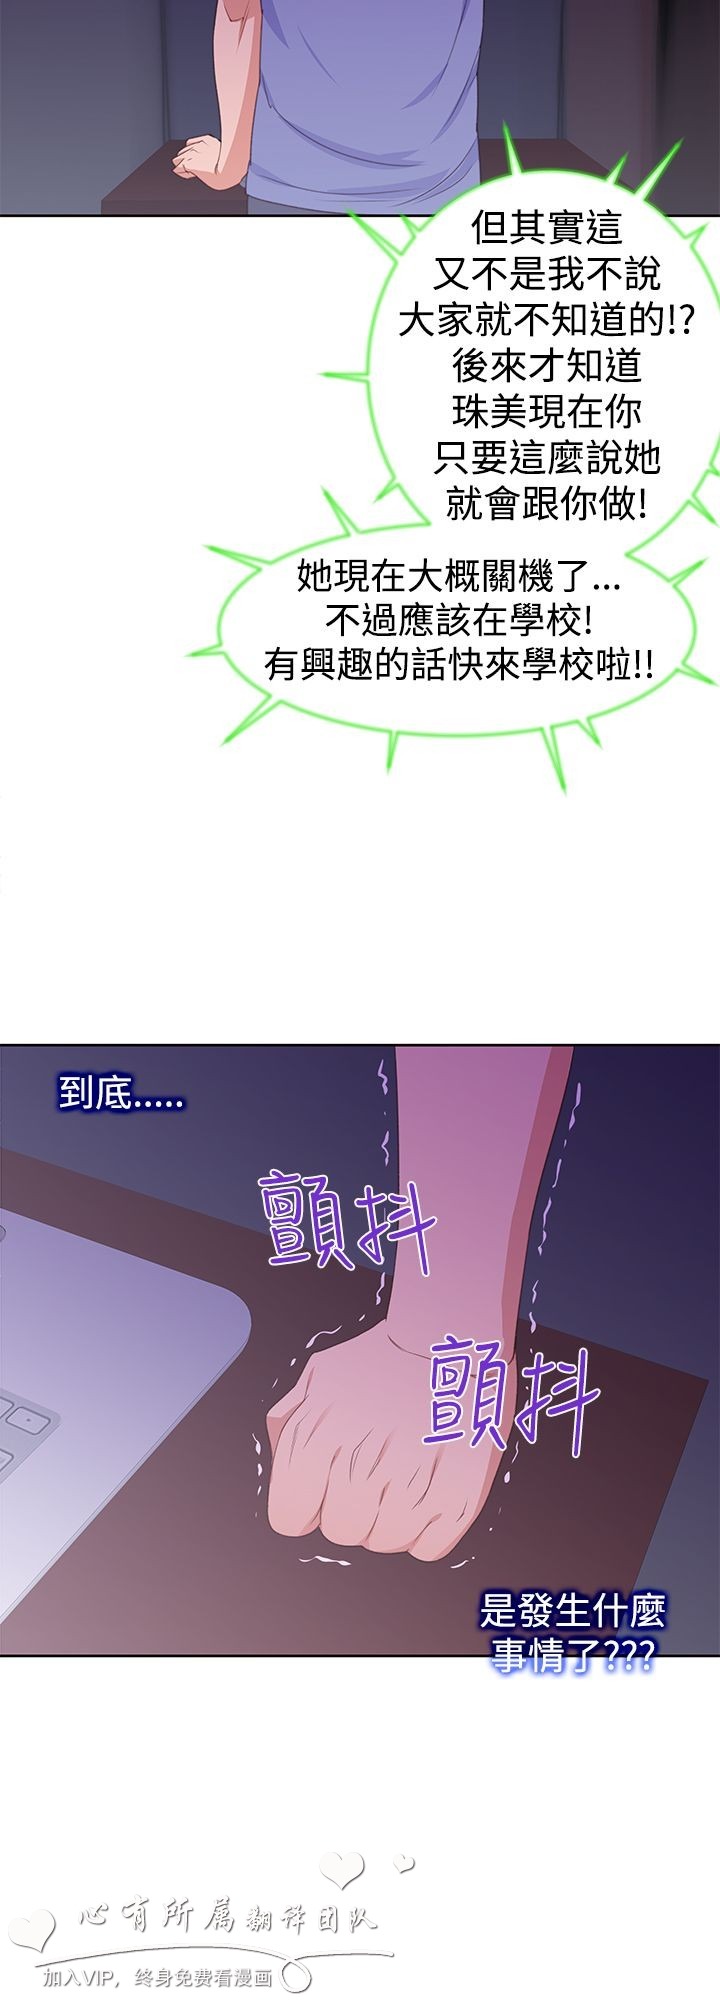 但其實這
又不是我不說
大家就不知道的!?
後來才知道
珠美現在你
只要這麼說她
就會跟你做!
她現在大概關機了...
不過應該在學校!
有興趣的話快來學校啦!!
到底.....
顫抖
顫抖
是發生什麼
事情了???
心有所属翻译团队
加入VIP，终身免费看漫画